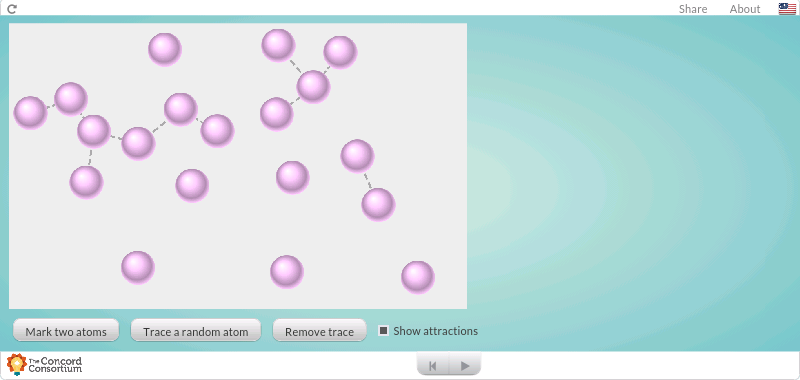 Share About
Mark two atoms Trace a random atom Remove trace Show attractions
The Concord
Consortium